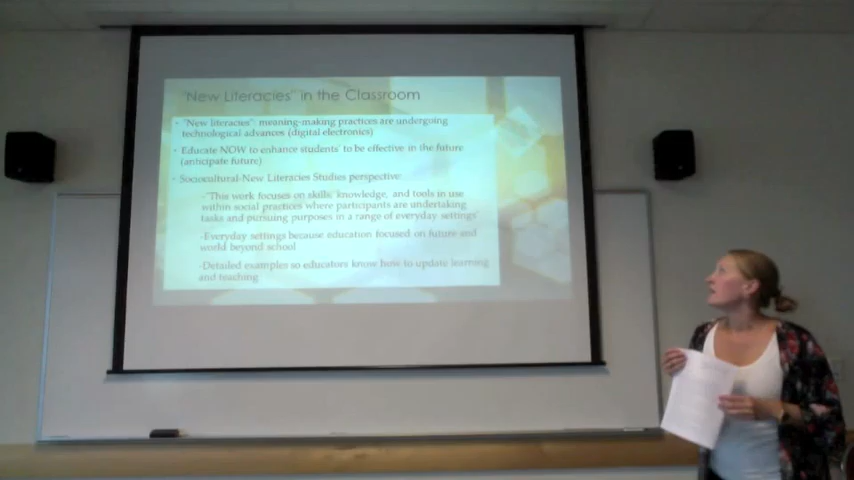 "New Literacies" in the Classroom
• "New literacies": meaning-making practices are undergoing
technological advances (digital electronics)
• Educate NOW to enhance students' to be effective in the future
(anticipate future)
• Sociocultural-New Literacies Studies perspective:
-"This work focuses on skills, knowledge, and tools in use
within social practices where participants are undertaking
tasks and pursuing purposes in a range of everyday settings"
-Everyday settings because education focused on future and
world beyond school
-Detailed examples so educators know how to update learning
and teaching